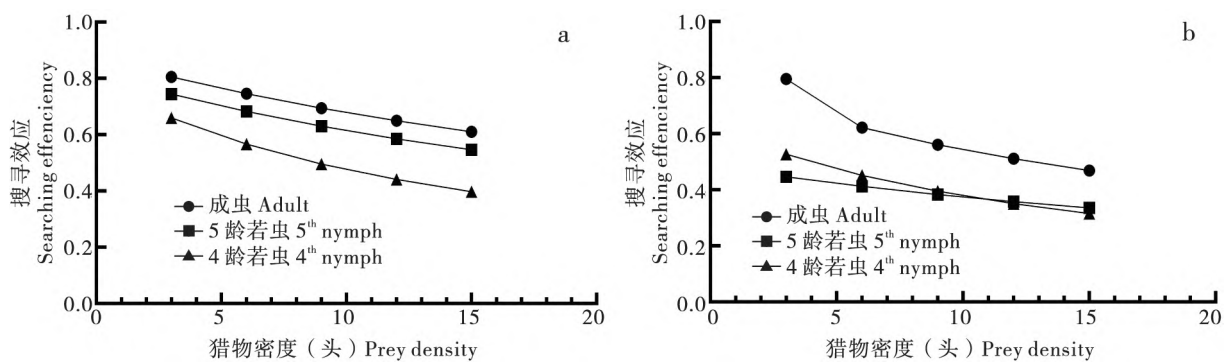 a
1.0
0.8
0.6
0.4
0.2
0.0
搜寻效应
Searching effenciency
成虫 Adult
5 龄若虫 5th nymph
4 龄若虫 4th nymph
0 5 10 15 20
猎物密度（头）Prey density
b
1.0
0.8
0.6
0.4
0.2
0.0
搜寻效应
Searching effenciency
成虫 Adult
5 龄若虫 5th nymph
4 龄若虫 4th nymph
0 5 10 15 20
猎物密度（头）Prey density